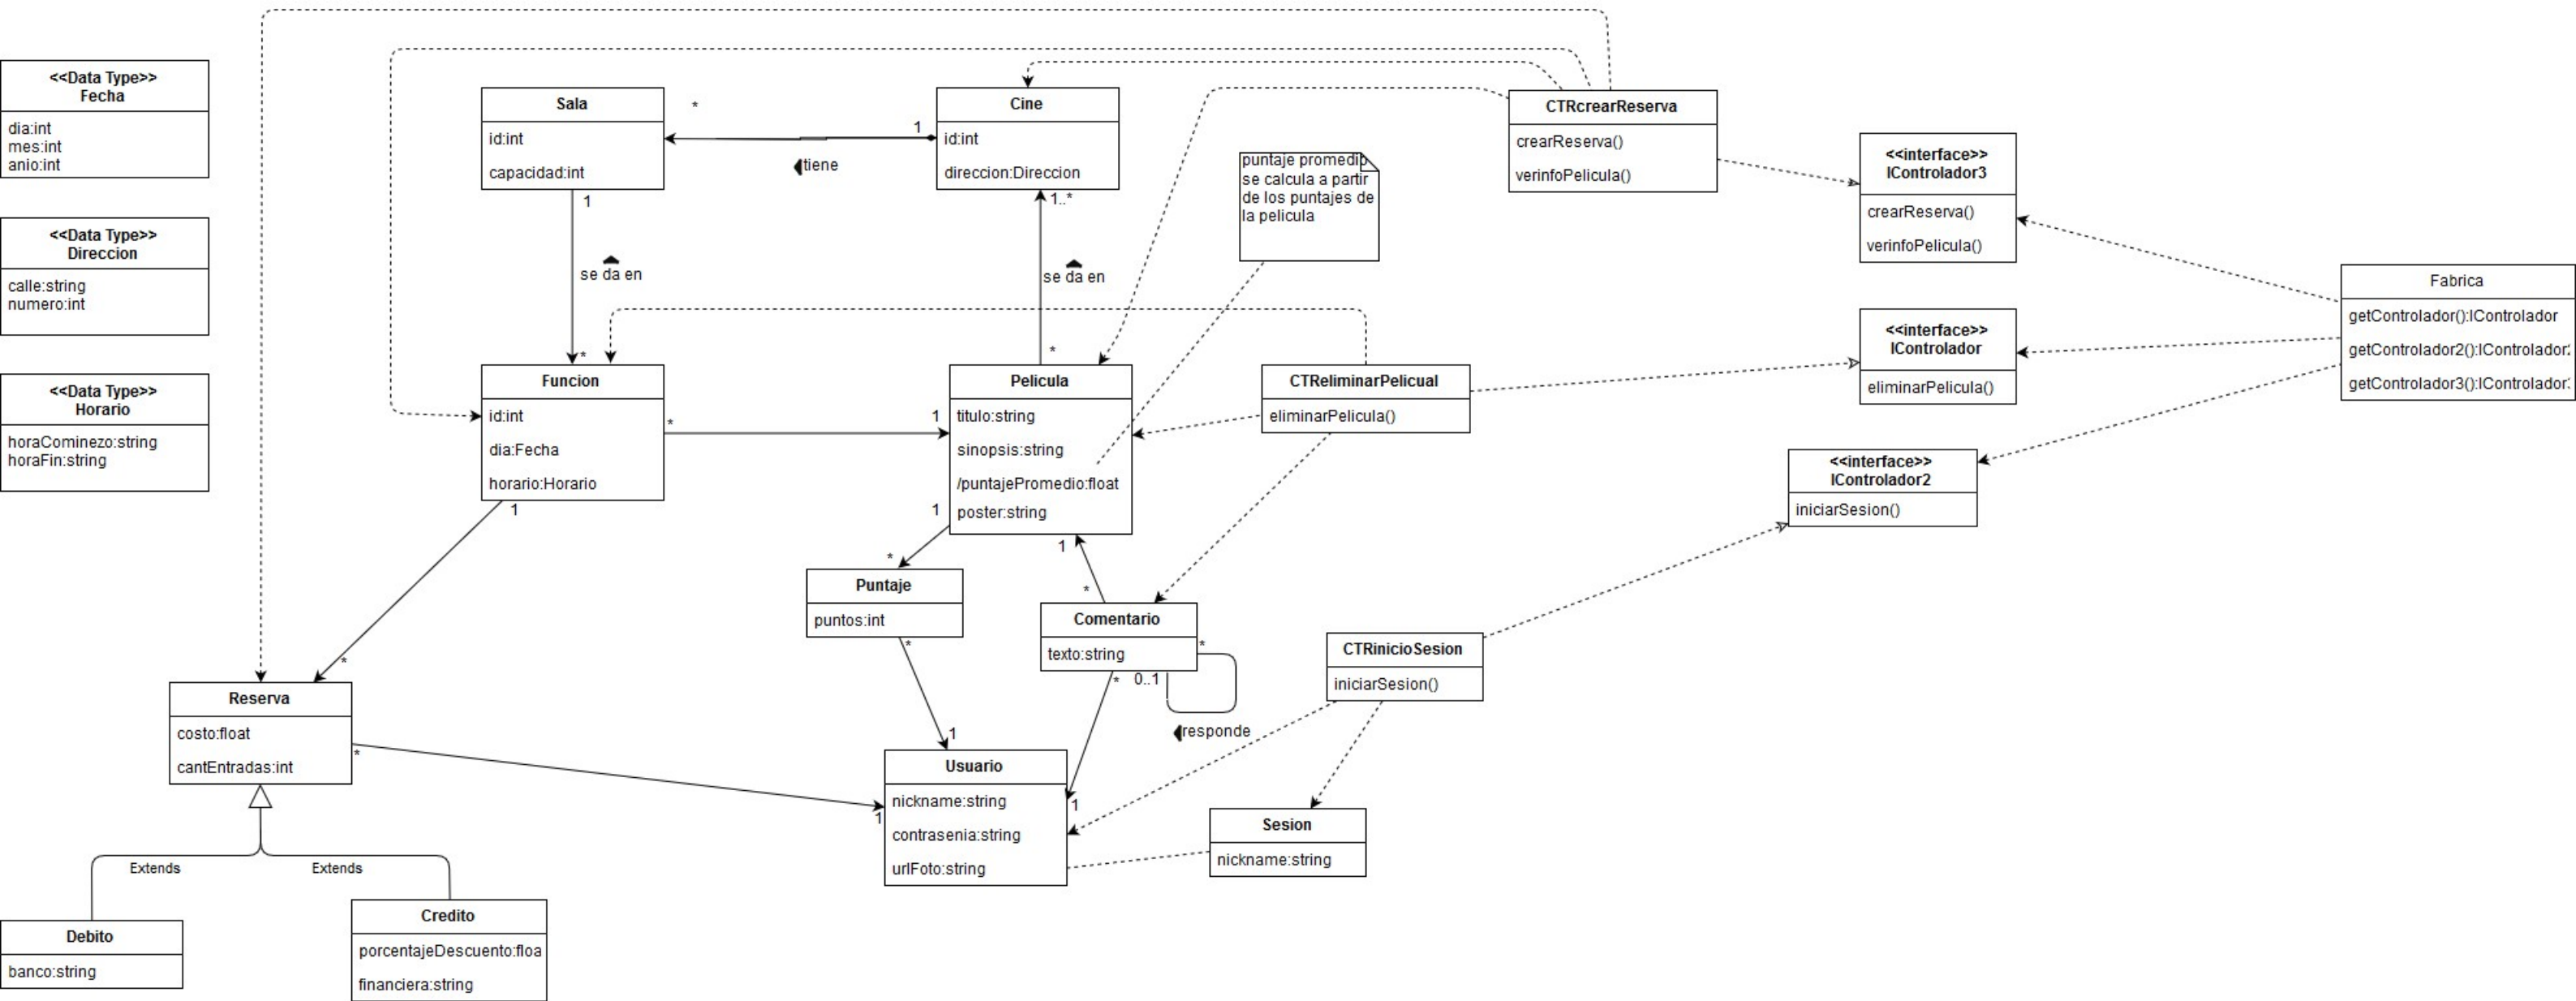 <<Data Type>>
Fecha
dia:int
mes:int
anio:int
<<Data Type>>
Direccion
calle:string
numero:int
<<Data Type>>
Horario
horaCominezo:string
horaFin:string
Sala
id:int
capacidad:int
*
1
tiene
Cine
id:int
direccion:Direccion
1
se da en
*
1..*
se da en
*
puntaje promedio
se calcula a partir
de los puntajes de
la pelicula
CTRcrearReserva
crearReserva()
verinfoPelicula()
<<interface>>
IControlador3
crearReserva()
verinfoPelicula()
Fabrica
getControlador():IControlador
getControlador2():IControlador2
getControlador3():IControlador3
<<interface>>
IControlador
eliminarPelicula()
<<interface>>
IControlador2
iniciarSesion()
Funcion
id:int
dia:Fecha
horario:Horario
*
1
1
Pelicula
titulo:string
sinopsis:string
/puntajePromedio:float
poster:string
1
*
1
*
CTReliminarPelicual
eliminarPelicula()
Puntaje
puntos:int
*
1
Comentario
texto:string
*
0..1
*
responde
1
CTRinicioSesion
iniciarSesion()
*
Reserva
costo:float
cantEntradas:int
*
1
Usuario
nickname:string
contrasenia:string
urlFoto:string
Sesion
nickname:string
Extends
Extends
Debito
banco:string
Credito
porcentajeDescuento:floa
financiera:string